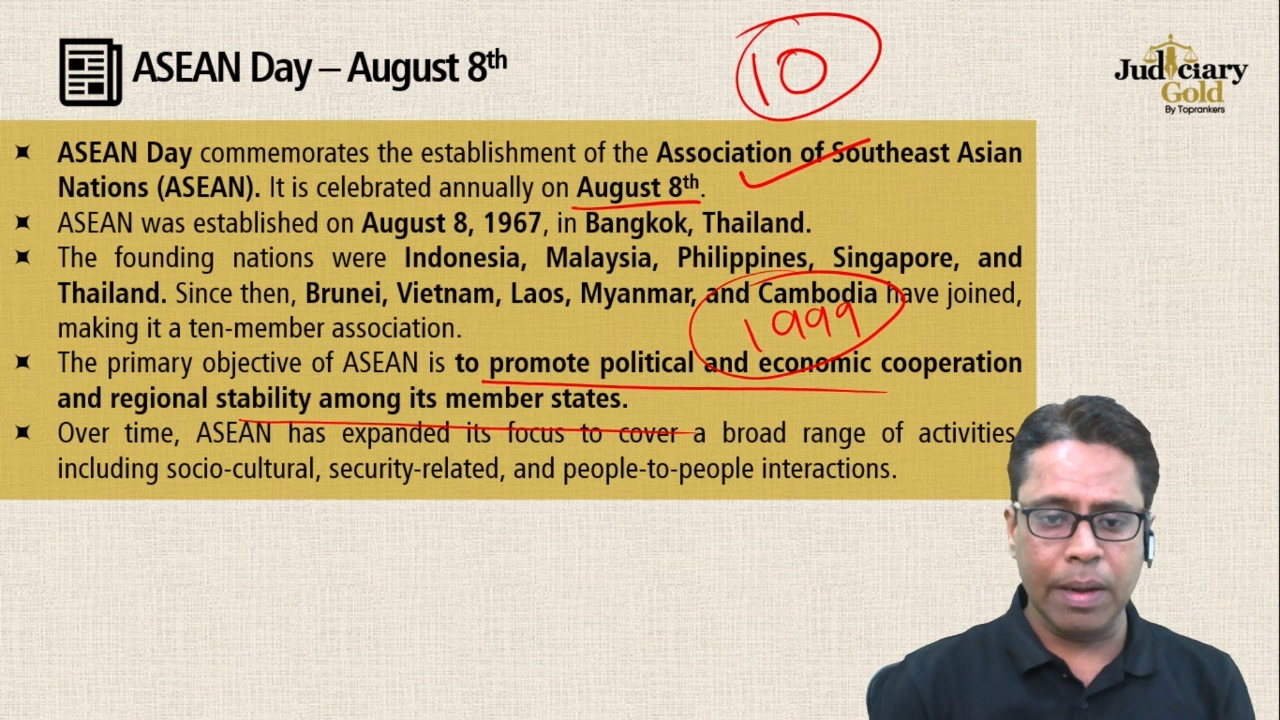 ASEAN Day – August 8th
10
Judiciary
Gold
By Toprankers
ASEAN Day commemorates the establishment of the Association of Southeast Asian
Nations (ASEAN). It is celebrated annually on August 8th.
ASEAN was established on August 8, 1967, in Bangkok, Thailand.
The founding nations were Indonesia, Malaysia, Philippines, Singapore, and
Thailand. Since then, Brunei, Vietnam, Laos, Myanmar, and Cambodia have joined,
1999
making it a ten-member association.
The primary objective of ASEAN is to promote political and economic cooperation
and regional stability among its member states.
Over time, ASEAN has expanded its focus to cover a broad range of activities
including socio-cultural, security-related, and people-to-people interactions.